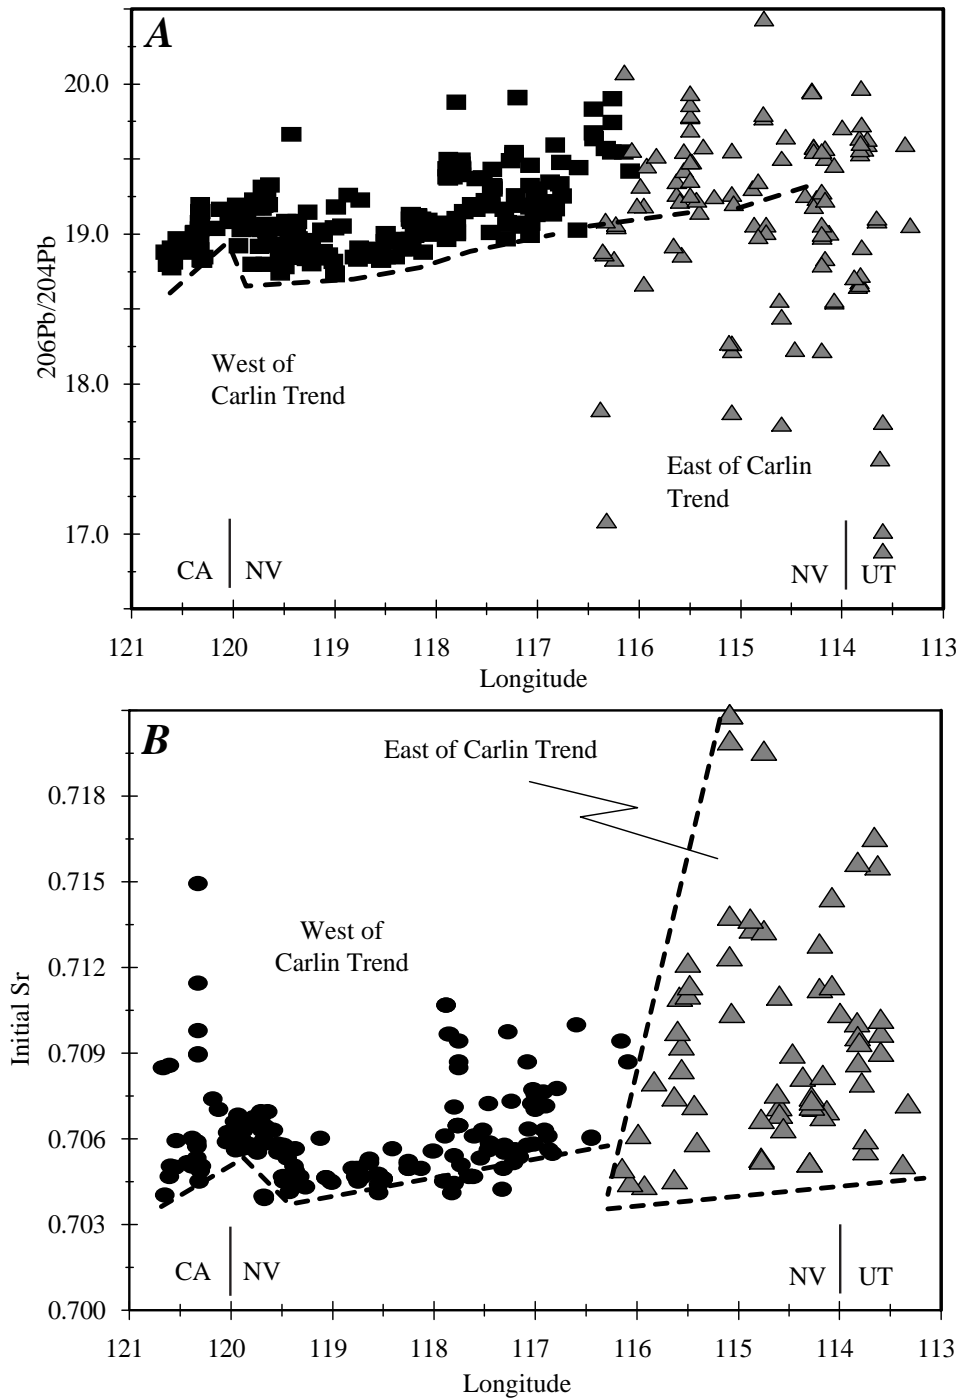 A
20.0
19.0
18.0
17.0
206Pb/204Pb
West of
Carlin Trend
East of Carlin
Trend
CA NV
NV UT
121 120 119 118 117 116 115 114 113
Longitude
B
East of Carlin Trend
0.718
0.715
0.712
0.709
0.706
0.703
0.700
Initial Sr
West of
Carlin Trend
CA NV
NV UT
121 120 119 118 117 116 115 114 113
Longitude